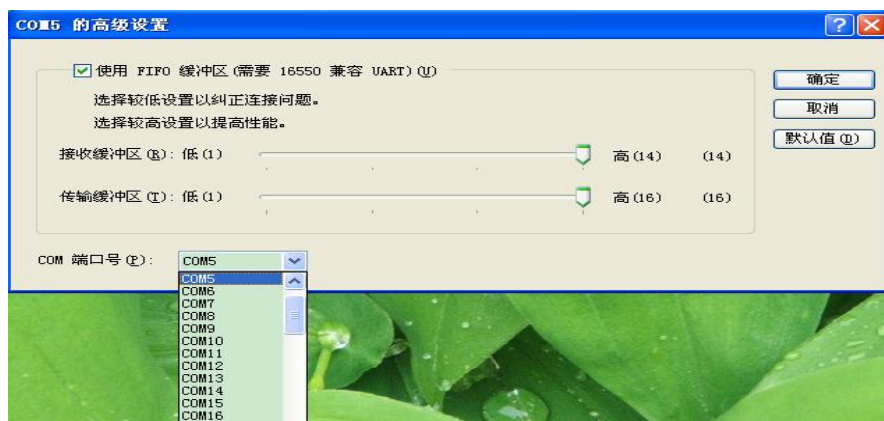 COM5 的高级设置
使用 FIFO 缓冲区(需要 16550 兼容 UART)(U)
选择较低设置以纠正连接问题。
选择较高设置以提高性能。
接收缓冲区(R): 低(1) 高(14) (14)
传输缓冲区(T): 低(1) 高(16) (16)
确定
取消
默认值(D)
COM 端口号(P): COM5
COM5
COM6
COM7
COM8
COM9
COM10
COM11
COM12
COM13
COM14
COM15
COM16